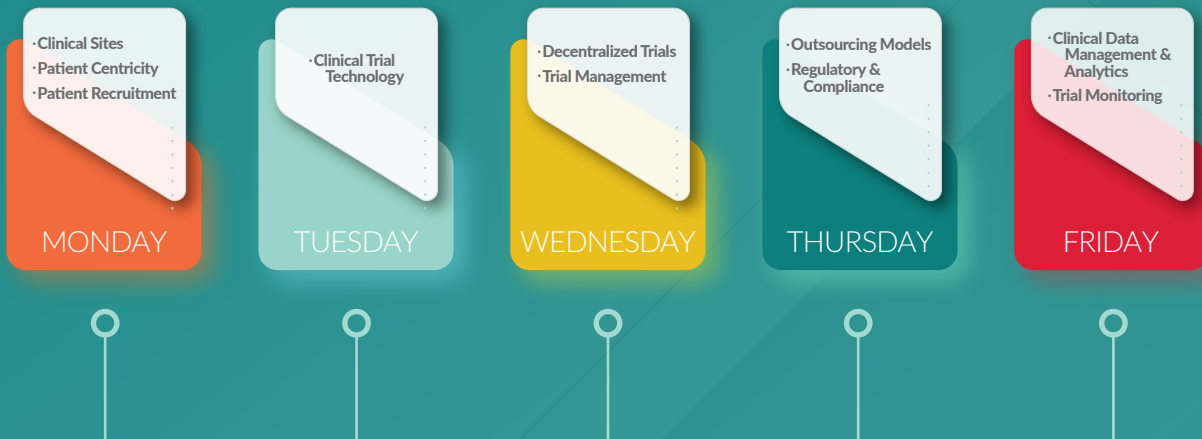 ·Clinical Sites
·Patient Centricity
·Patient Recruitment
MONDAY
·Clinical Trial
Technology
TUESDAY
·Decentralized Trials
·Trial Management
WEDNESDAY
·Outsourcing Models
·Regulatory &
Compliance
THURSDAY
·Clinical Data
Management &
Analytics
·Trial Monitoring
FRIDAY